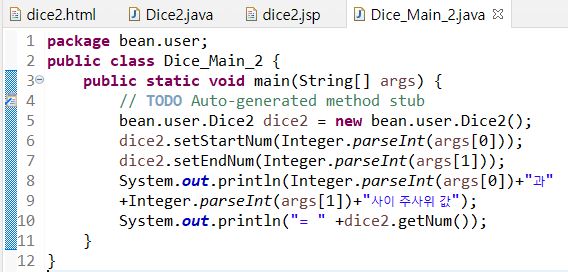 dice2.html Dice2.java dice2.jsp Dice_Main_2.java
1 package bean.user;
2 public class Dice_Main_2 {
3 public static void main(String[] args) {
4 // TODO Auto-generated method stub
5 bean.user.Dice2 dice2 = new bean.user.Dice2();
6 dice2.setStartNum(Integer.parseInt(args[0]));
7 dice2.setEndNum(Integer.parseInt(args[1]));
8 System.out.println(Integer.parseInt(args[0])+"과"
9 +Integer.parseInt(args[1])+"사이 주사위 값");
10 System.out.println("= " +dice2.getNum());
11 }
12 }